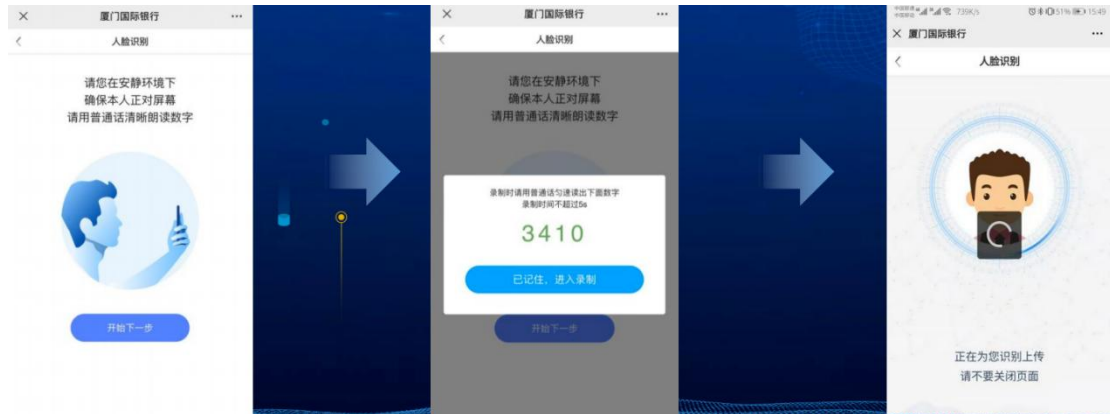 厦门国际银行
人脸识别
请您在安静环境下
确保本人正对屏幕
请用普通话清晰朗读数字
开始下一步
厦门国际银行
人脸识别
请您在安静环境下
确保本人正对屏幕
请用普通话清晰朗读数字
录制时请用普通话匀速读出下面数字
录制时间不超过5s
3410
已记住，进入录制
开始下一步
739K/s 51% 15:49
厦门国际银行
人脸识别
正在为您识别上传
请不要关闭页面